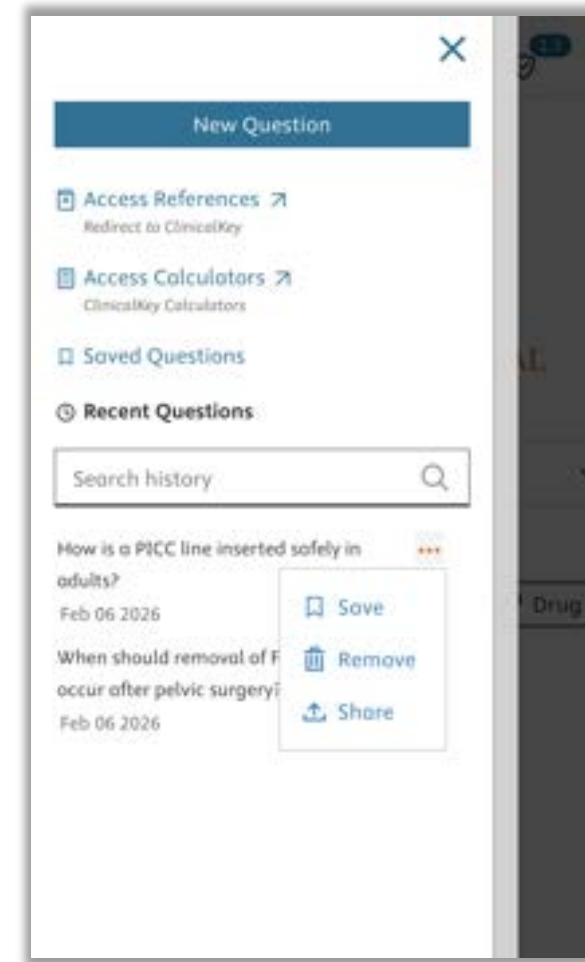 New Question
Access References
Redirect to ClinicalKey
Access Calculators
ClinicalKey Calculators
Saved Questions
Recent Questions
Search history
How is a PICC line inserted safely in
adults?
Feb 06 2026
Save
Remove
Share
When should removal of F
occur after pelvic surgery?
Feb 06 2026
AL
Drug